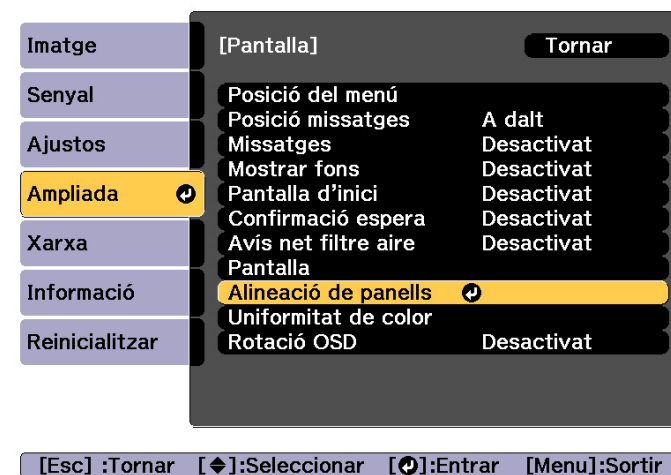 Imatge
Senyal
Ajustos
Ampliada
Xarxa
Informació
Reinicialitzar
[Pantalla] Tornar
Posició del menú
Posició missatges A dalt
Missatges Desactivat
Mostrar fons Desactivat
Pantalla d'inici Desactivat
Confirmació espera Desactivat
Avís net filtre aire Desactivat
Pantalla
Alineació de panells
Uniformitat de color
Rotació OSD Desactivat
[Esc] :Tornar [◆]:Seleccionar [↵]:Entrar [Menu]:Sortir